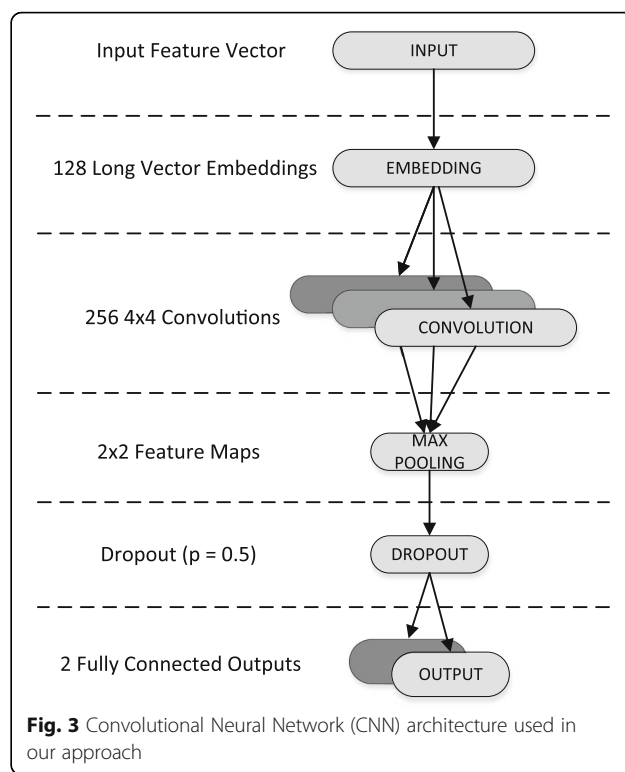 Input Feature Vector
INPUT
128 Long Vector Embeddings
EMBEDDING
256 4x4 Convolutions
CONVOLUTION
2x2 Feature Maps
MAX
POOLING
Dropout (p = 0.5)
DROPOUT
2 Fully Connected Outputs
OUTPUT
Fig. 3 Convolutional Neural Network (CNN) architecture used in
our approach